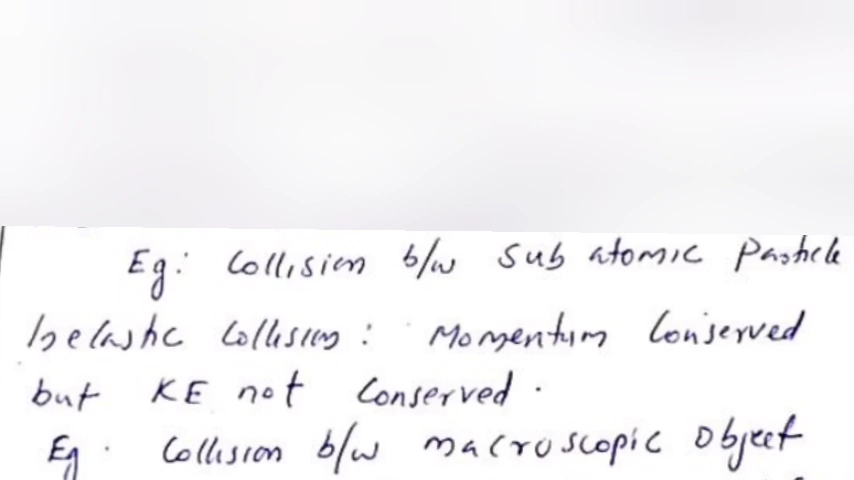 Eg: Collision b/w Sub atomic Particle
Inelastic Collision: Momentum Conserved
but KE not Conserved.
Eg. Collision b/w macroscopic Object